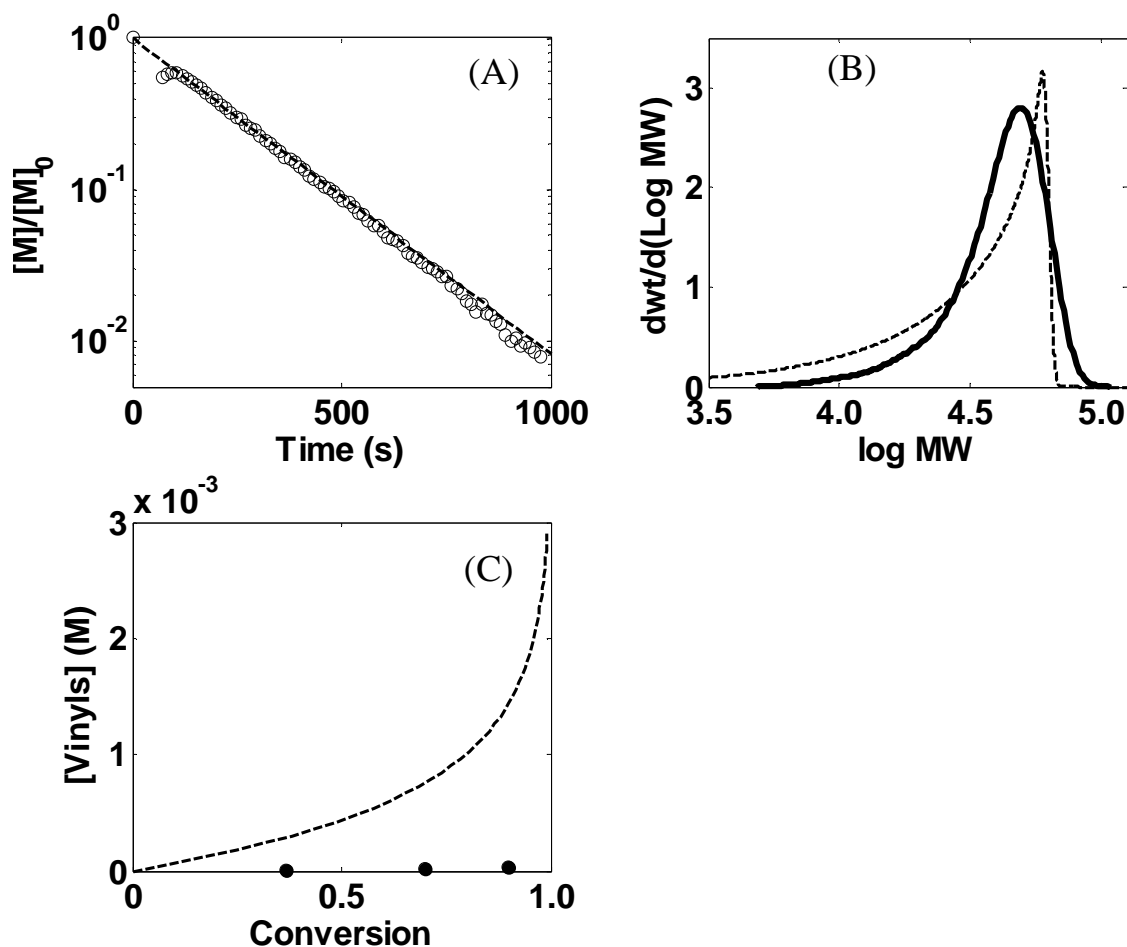 (A)
10^0
10^-1
10^-2
[M]/[M]_0
0
500
1000
Time (s)
(B)
3
2
1
0
dwt/d(Log MW)
3.5
4.0
4.5
5.0
log MW
x 10^-3
(C)
3
2
1
0
[Vinyls] (M)
0
0.5
1.0
Conversion